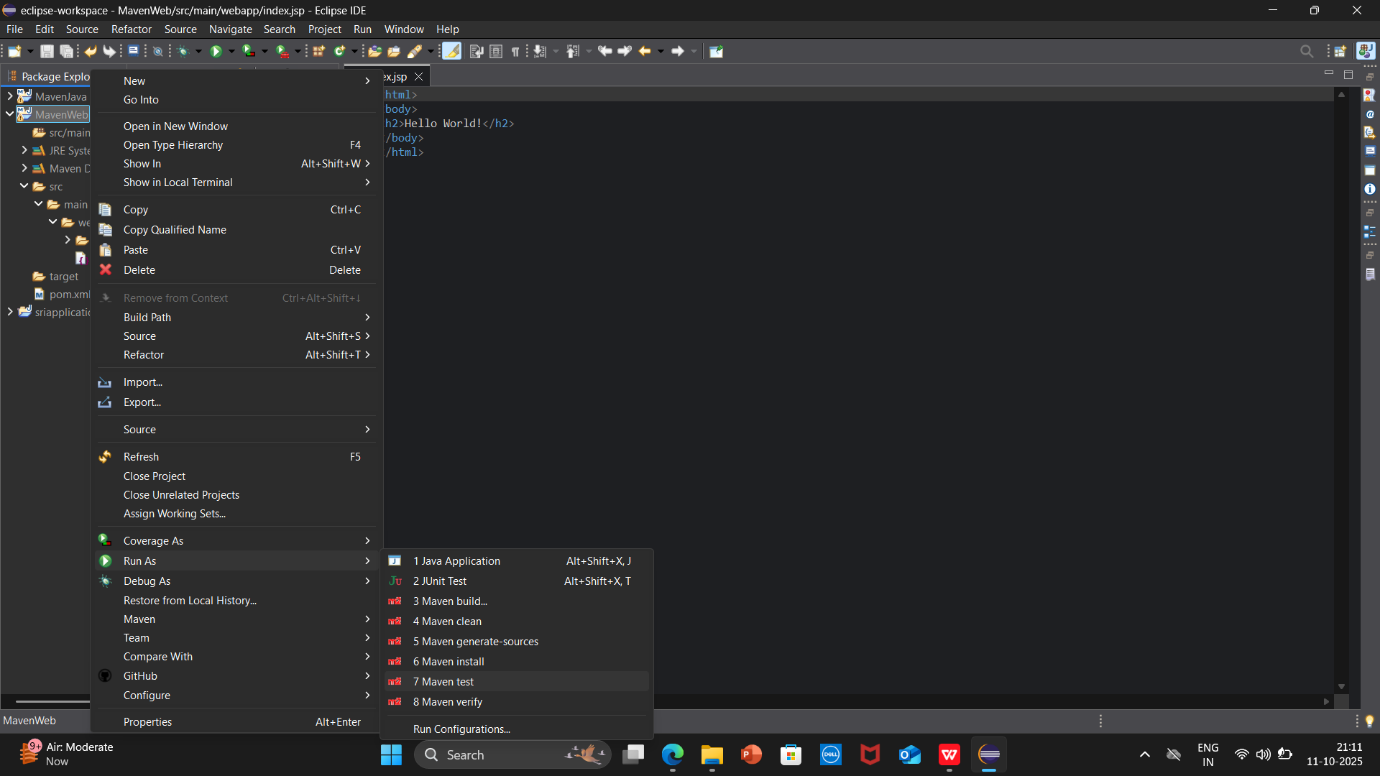 eclipse-workspace - MavenWeb/src/main/webapp/index.jsp - Eclipse IDE
File Edit Source Refactor Source Navigate Search Project Run Window Help
Package Explo
ex.jsp
MavenJava
MavenWeb
src/main
JRE Syste
Maven D
src
main
we
target
pom.xml
sriapplicatio
html>
body>
h2>Hello World!</h2>
/body>
/html>
New
Go Into
Open in New Window
Open Type Hierarchy F4
Show In Alt+Shift+W
Show in Local Terminal
Copy Ctrl+C
Copy Qualified Name
Paste Ctrl+V
Delete Delete
Remove from Context Ctrl+Alt+Shift+↓
Build Path
Source Alt+Shift+S
Refactor Alt+Shift+T
Import...
Export...
Source
Refresh F5
Close Project
Close Unrelated Projects
Assign Working Sets...
Coverage As
Run As
Debug As
Restore from Local History...
Maven
Team
Compare With
GitHub
Configure
Properties Alt+Enter
1 Java Application Alt+Shift+X, J
2 JUnit Test Alt+Shift+X, T
3 Maven build...
4 Maven clean
5 Maven generate-sources
6 Maven install
7 Maven test
8 Maven verify
Run Configurations...
MavenWeb
9+
Air: Moderate
Now
Search
DELL
W
ENG
IN
21:11
11-10-2025